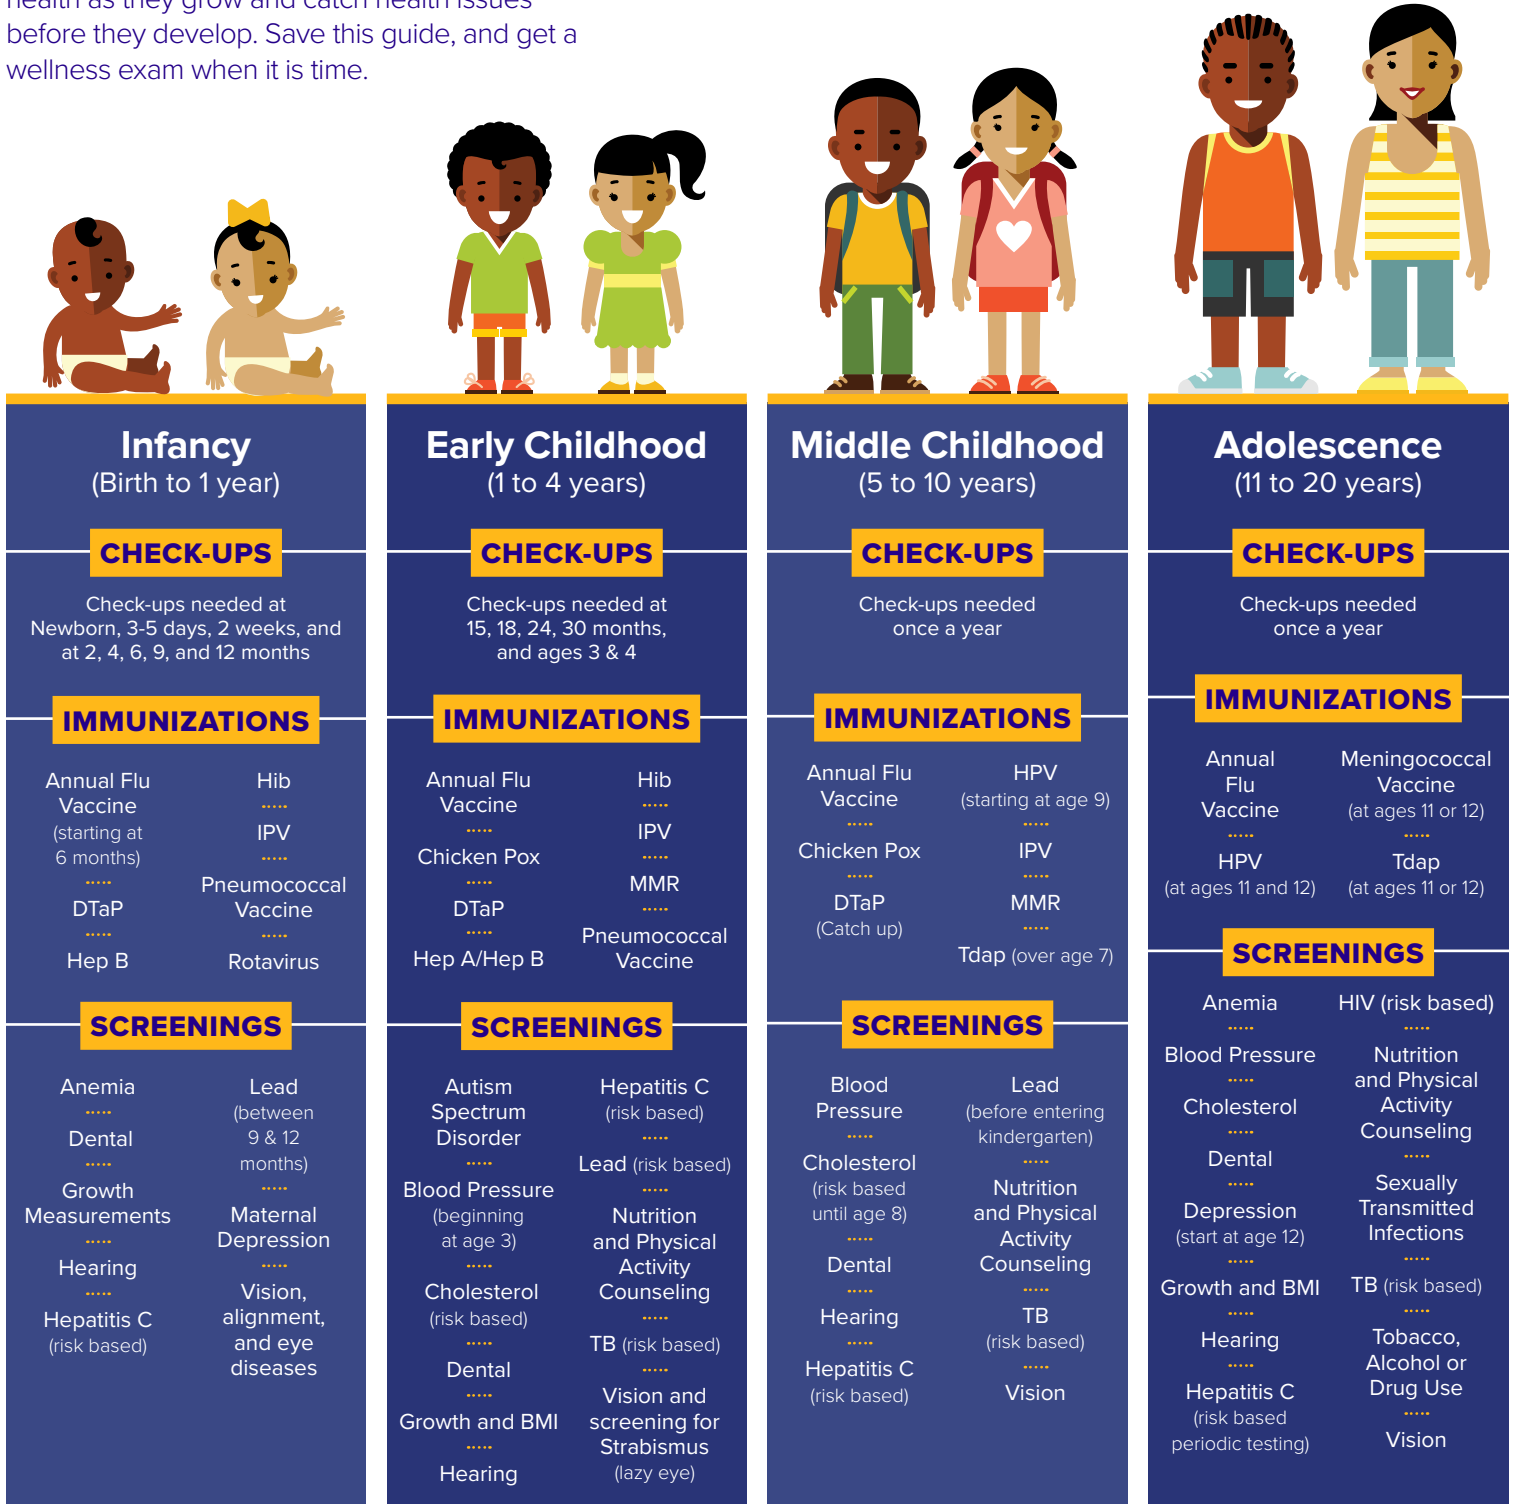 health as they grow and catch health issues
before they develop. Save this guide, and get a
wellness exam when it is time.
Infancy
(Birth to 1 year)
CHECK-UPS
Check-ups needed at
Newborn, 3-5 days, 2 weeks, and
at 2, 4, 6, 9, and 12 months
IMMUNIZATIONS
Annual Flu
Vaccine
(starting at
6 months)
DTaP
Hep B
Hib
IPV
Pneumococcal
Vaccine
Rotavirus
SCREENINGS
Anemia
Dental
Growth
Measurements
Hearing
Hepatitis C
(risk based)
Lead
(between
9 & 12
months)
Maternal
Depression
Vision,
alignment,
and eye
diseases
Early Childhood
(1 to 4 years)
CHECK-UPS
Check-ups needed at
15, 18, 24, 30 months,
and ages 3 & 4
IMMUNIZATIONS
Annual Flu
Vaccine
Chicken Pox
DTaP
Hep A/Hep B
Hib
IPV
MMR
Pneumococcal
Vaccine
SCREENINGS
Autism
Spectrum
Disorder
Blood Pressure
(beginning
at age 3)
Cholesterol
(risk based)
Dental
Growth and BMI
Hearing
Hepatitis C
(risk based)
Lead (risk based)
Nutrition
and Physical
Activity
Counseling
TB (risk based)
Vision and
screening for
Strabismus
(lazy eye)
Middle Childhood
(5 to 10 years)
CHECK-UPS
Check-ups needed
once a year
IMMUNIZATIONS
Annual Flu
Vaccine
Chicken Pox
DTaP
(Catch up)
HPV
(starting at age 9)
IPV
MMR
Tdap (over age 7)
SCREENINGS
Blood
Pressure
Cholesterol
(risk based
until age 8)
Dental
Hearing
Hepatitis C
(risk based)
Lead
(before entering
kindergarten)
Nutrition
and Physical
Activity
Counseling
TB
(risk based)
Vision
Adolescence
(11 to 20 years)
CHECK-UPS
Check-ups needed
once a year
IMMUNIZATIONS
Annual
Flu
Vaccine
HPV
(at ages 11 and 12)
Meningococcal
Vaccine
(at ages 11 or 12)
Tdap
(at ages 11 or 12)
SCREENINGS
Anemia
Blood Pressure
Cholesterol
Dental
Depression
(start at age 12)
Growth and BMI
Hearing
Hepatitis C
(risk based
periodic testing)
HIV (risk based)
Nutrition
and Physical
Activity
Counseling
Sexually
Transmitted
Infections
TB (risk based)
Tobacco,
Alcohol or
Drug Use
Vision